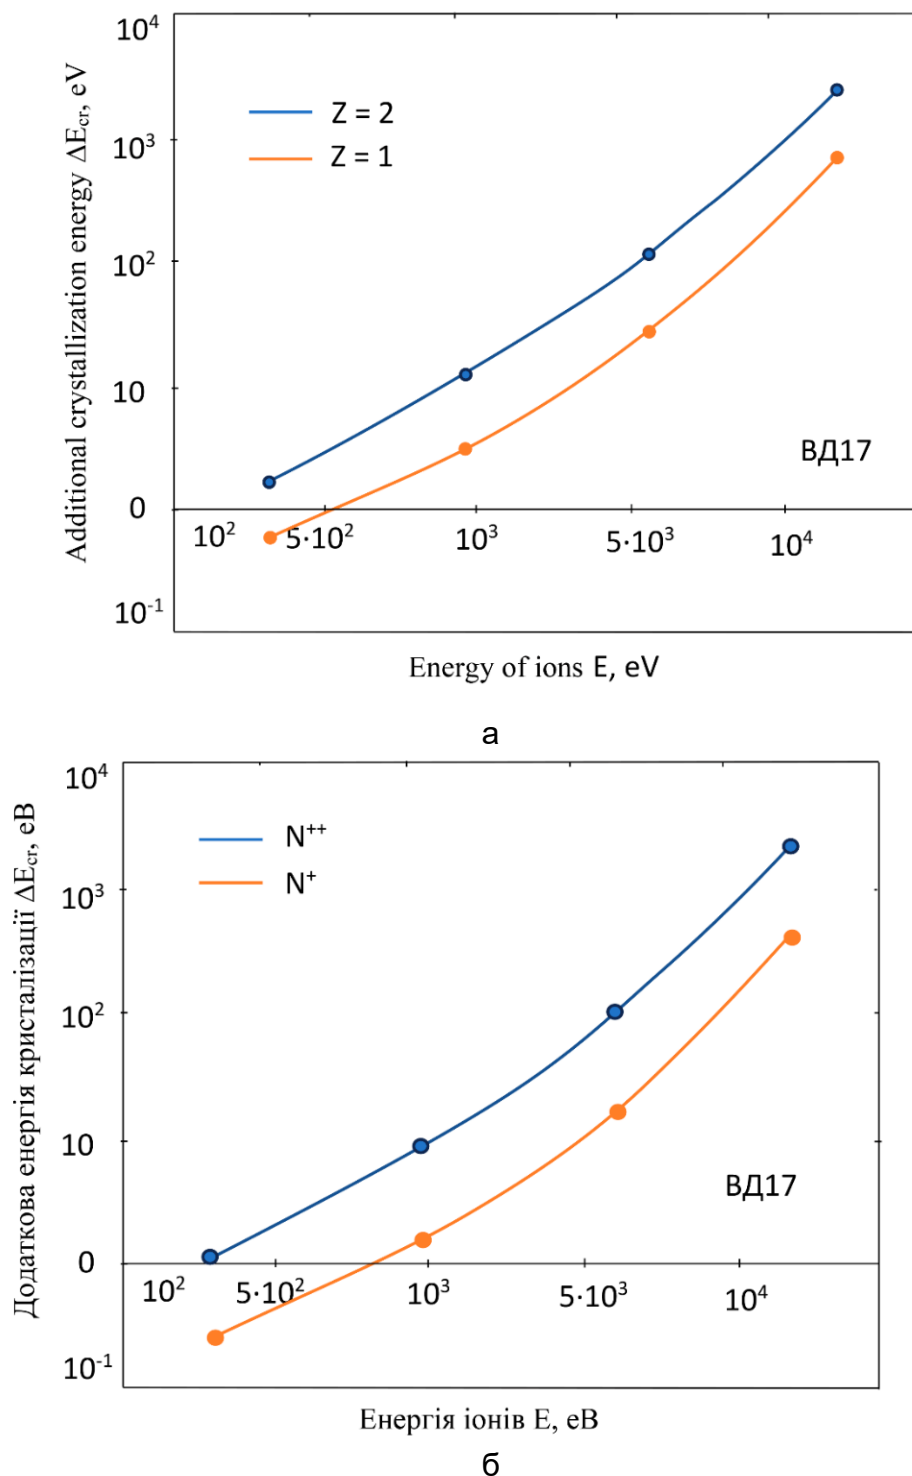 10⁴
10³
10²
10
0
10⁻¹
Additional crystallization energy ΔE_cr, eV
Z = 2
Z = 1
ВД17
10² 5·10² 10³ 5·10³ 10⁴
Energy of ions E, eV
а
10⁴
10³
10²
10
0
10⁻¹
Додаткова енергія кристалізації ΔE_cr, еВ
N⁺⁺
N⁺
ВД17
10² 5·10² 10³ 5·10³ 10⁴
Енергія іонів Е, еВ
б